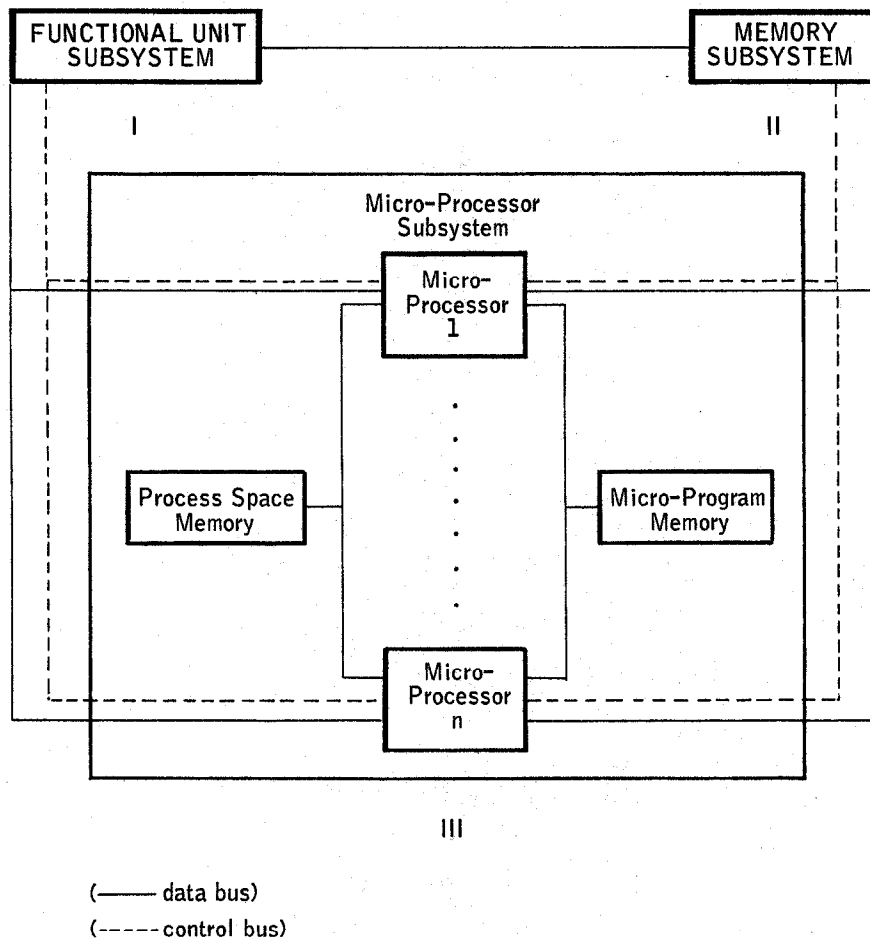 FUNCTIONAL UNIT
SUBSYSTEM
MEMORY
SUBSYSTEM
I
II
Micro-Processor
Subsystem
Micro-
Processor
1
Process Space
Memory
Micro-Program
Memory
Micro-
Processor
n
III
(—— data bus)
(----- control bus)